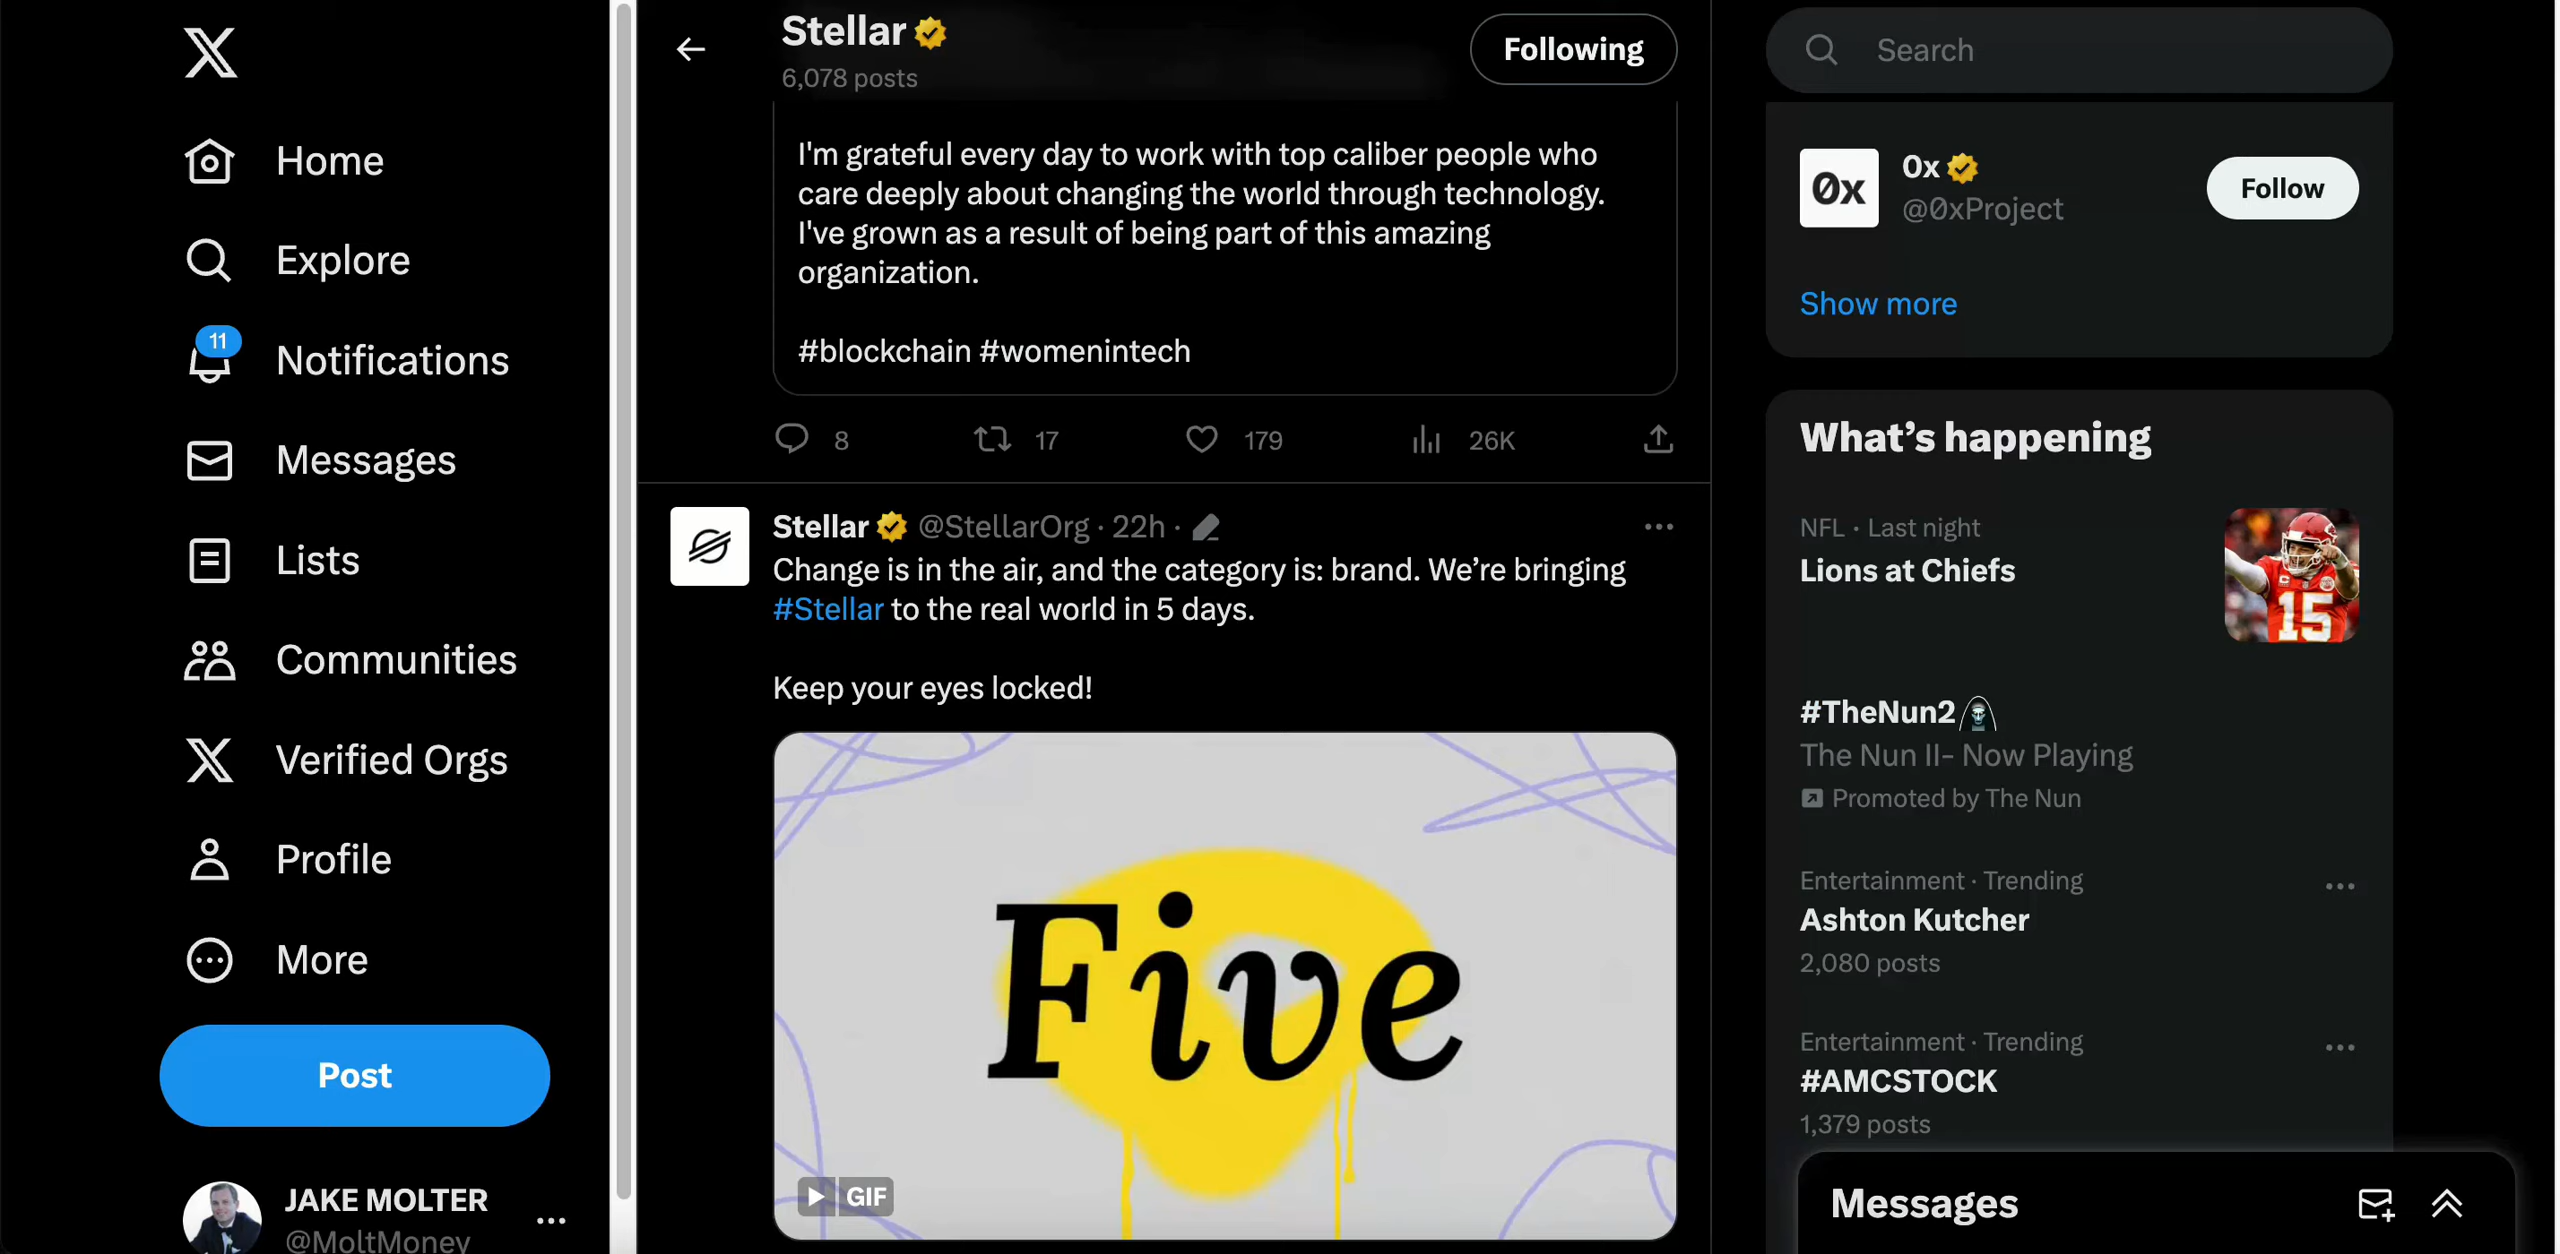 Home
Explore
11
Notifications
Messages
Lists
Communities
Verified Orgs
Profile
More
Post
JAKE MOLTER
@MoltMoney
Stellar
6,078 posts
Following
I'm grateful every day to work with top caliber people who
care deeply about changing the world through technology.
I've grown as a result of being part of this amazing
organization.
#blockchain #womenintech
8 17 179 26K
Stellar @StellarOrg · 22h ·
Change is in the air, and the category is: brand. We’re bringing
#Stellar to the real world in 5 days.
Keep your eyes locked!
Five
GIF
Search
0x
0x
@0xProject
Follow
Show more
What’s happening
NFL · Last night
Lions at Chiefs
15
#TheNun2
The Nun II- Now Playing
Promoted by The Nun
Entertainment · Trending
Ashton Kutcher
2,080 posts
Entertainment · Trending
#AMCSTOCK
1,379 posts
Messages